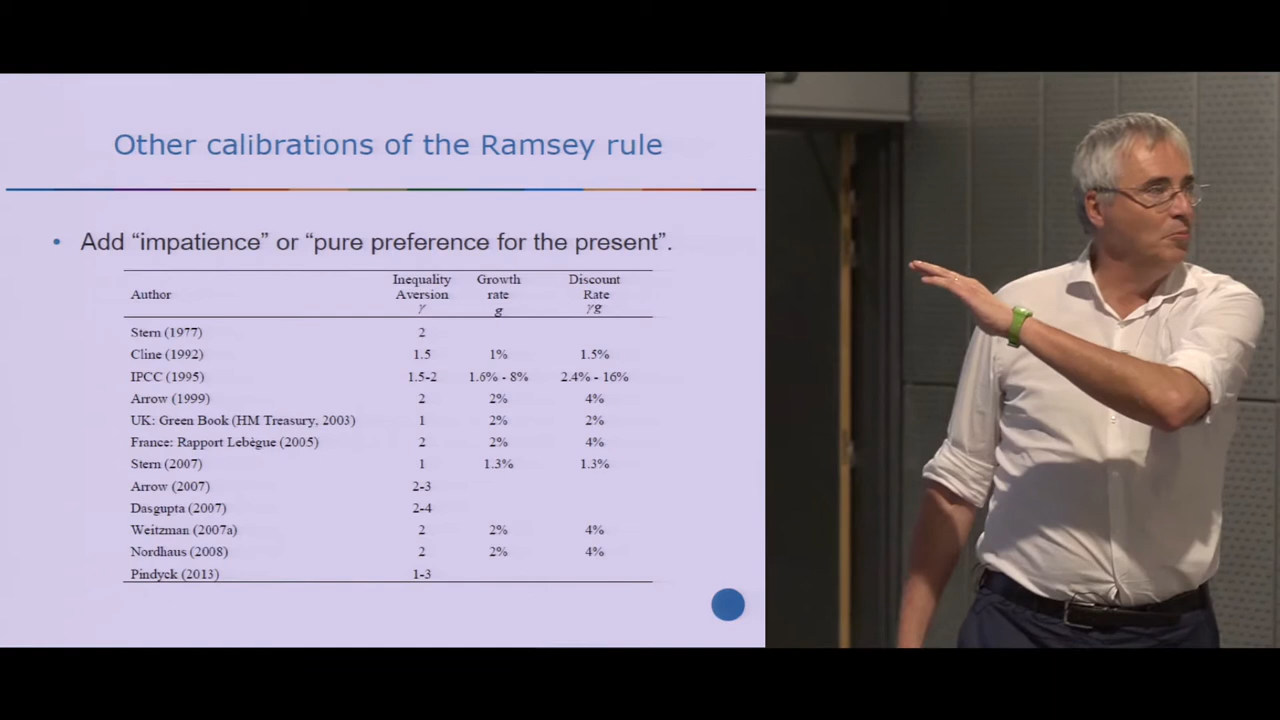 Other calibrations of the Ramsey rule
• Add “impatience” or “pure preference for the present”.
Author Inequality Aversion γ Growth rate g Discount Rate γg
Stern (1977) 2
Cline (1992) 1.5 1% 1.5%
IPCC (1995) 1.5-2 1.6% - 8% 2.4% - 16%
Arrow (1999) 2 2% 4%
UK: Green Book (HM Treasury, 2003) 1 2% 2%
France: Rapport Lebègue (2005) 2 2% 4%
Stern (2007) 1 1.3% 1.3%
Arrow (2007) 2-3
Dasgupta (2007) 2-4
Weitzman (2007a) 2 2% 4%
Nordhaus (2008) 2 2% 4%
Pindyck (2013) 1-3